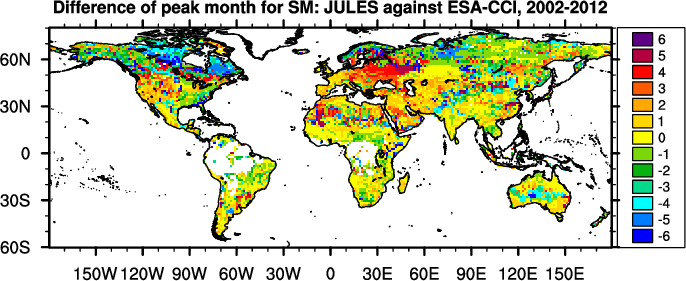 Difference of peak month for SM: JULES against ESA-CCI, 2002-2012
6
5
4
3
2
1
0
-1
-2
-3
-4
-5
-6
60N
30N
0
30S
60S
150W 120W 90W 60W 30W 0 30E 60E 90E 120E 150E